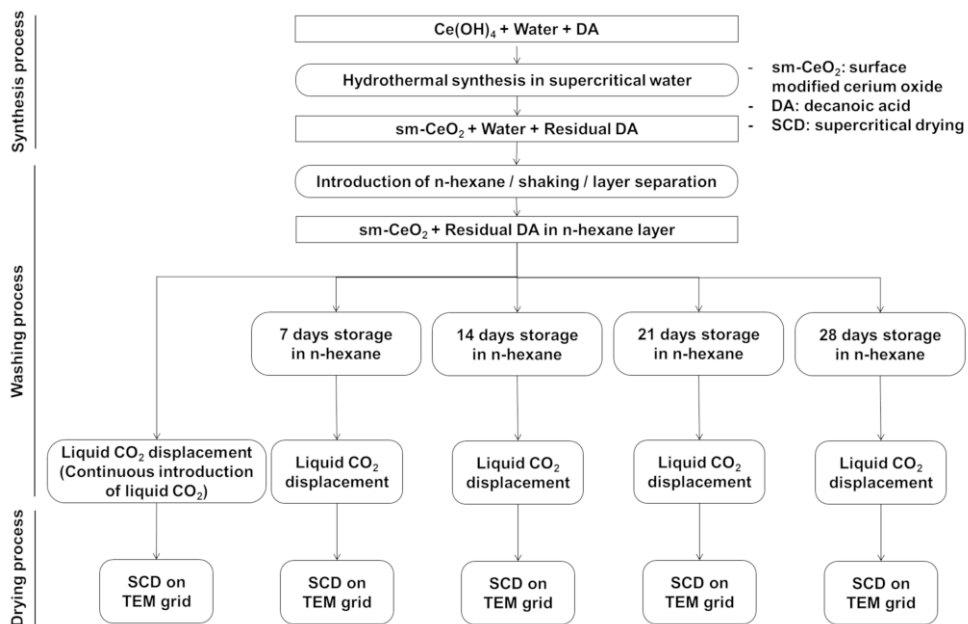 Synthesis process
Ce(OH)₄ + Water + DA
Hydrothermal synthesis in supercritical water
sm-CeO₂ + Water + Residual DA
- sm-CeO₂: surface
modified cerium oxide
- DA: decanoic acid
- SCD: supercritical drying
Washing process
Introduction of n-hexane / shaking / layer separation
sm-CeO₂ + Residual DA in n-hexane layer
7 days storage
in n-hexane
14 days storage
in n-hexane
21 days storage
in n-hexane
28 days storage
in n-hexane
Liquid CO₂ displacement
(Continuous introduction
of liquid CO₂)
Liquid CO₂
displacement
Liquid CO₂
displacement
Liquid CO₂
displacement
Liquid CO₂
displacement
Drying process
SCD on
TEM grid
SCD on
TEM grid
SCD on
TEM grid
SCD on
TEM grid
SCD on
TEM grid